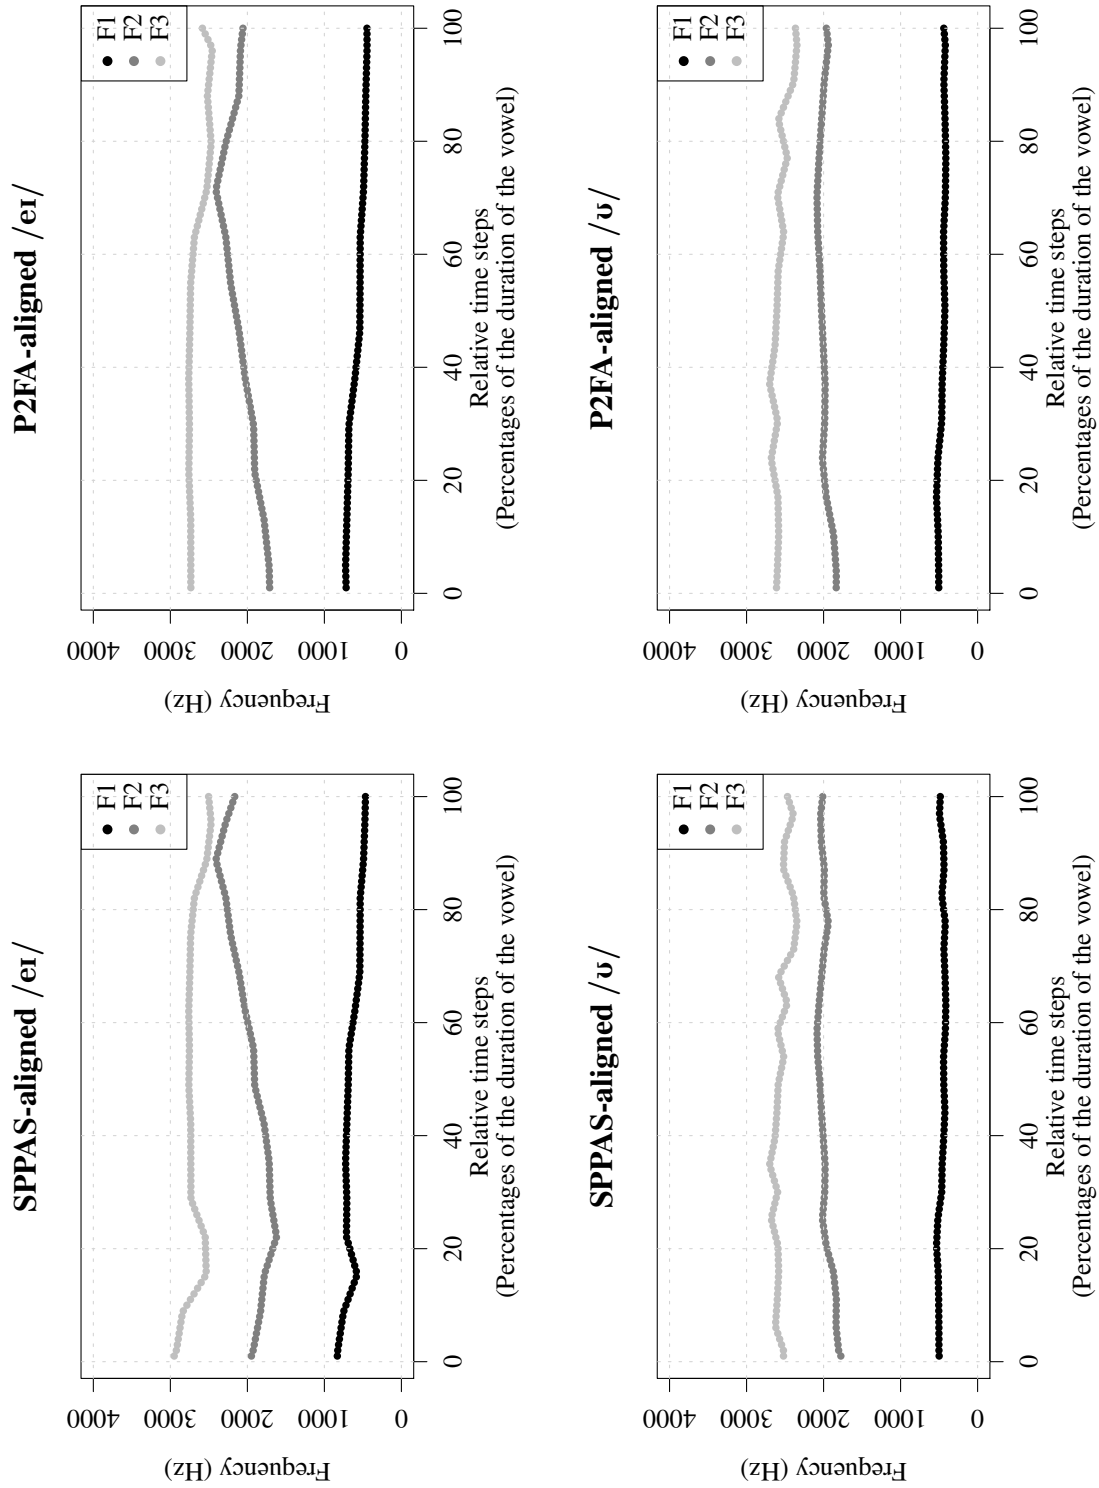 SPPAS-aligned /eɪ/
F1
F2
F3
Frequency (Hz)
4000
3000
2000
1000
0
0 20 40 60 80 100
Relative time steps
(Percentages of the duration of the vowel)
P2FA-aligned /eɪ/
F1
F2
F3
Frequency (Hz)
4000
3000
2000
1000
0
0 20 40 60 80 100
Relative time steps
(Percentages of the duration of the vowel)
SPPAS-aligned /ʊ/
F1
F2
F3
Frequency (Hz)
4000
3000
2000
1000
0
0 20 40 60 80 100
Relative time steps
(Percentages of the duration of the vowel)
P2FA-aligned /ʊ/
F1
F2
F3
Frequency (Hz)
4000
3000
2000
1000
0
0 20 40 60 80 100
Relative time steps
(Percentages of the duration of the vowel)